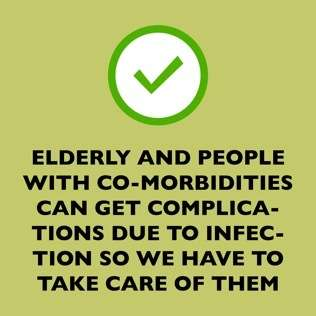 ELDERLY AND PEOPLE
WITH CO-MORBIDITIES
CAN GET COMPLICA-
TIONS DUE TO INFEC-
TION SO WE HAVE TO
TAKE CARE OF THEM